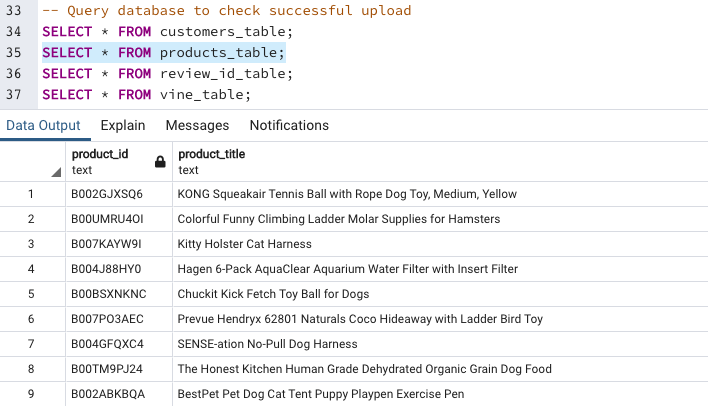 33 -- Query database to check successful upload
34 SELECT * FROM customers_table;
35 SELECT * FROM products_table;
36 SELECT * FROM review_id_table;
37 SELECT * FROM vine_table;
Data Output Explain Messages Notifications
product_id product_title
text text
1 B002GJXSQ6 KONG Squeakair Tennis Ball with Rope Dog Toy, Medium, Yellow
2 B00UMRU4OI Colorful Funny Climbing Ladder Molar Supplies for Hamsters
3 B007KAYW9I Kitty Holster Cat Harness
4 B004J88HY0 Hagen 6-Pack AquaClear Aquarium Water Filter with Insert Filter
5 B00BSXNKNC Chuckit Kick Fetch Toy Ball for Dogs
6 B007PO3AEC Prevue Hendryx 62801 Naturals Coco Hideaway with Ladder Bird Toy
7 B004GFQXC4 SENSE-ation No-Pull Dog Harness
8 B00TM9PJ24 The Honest Kitchen Human Grade Dehydrated Organic Grain Dog Food
9 B002ABKBQA BestPet Pet Dog Cat Tent Puppy Playpen Exercise Pen